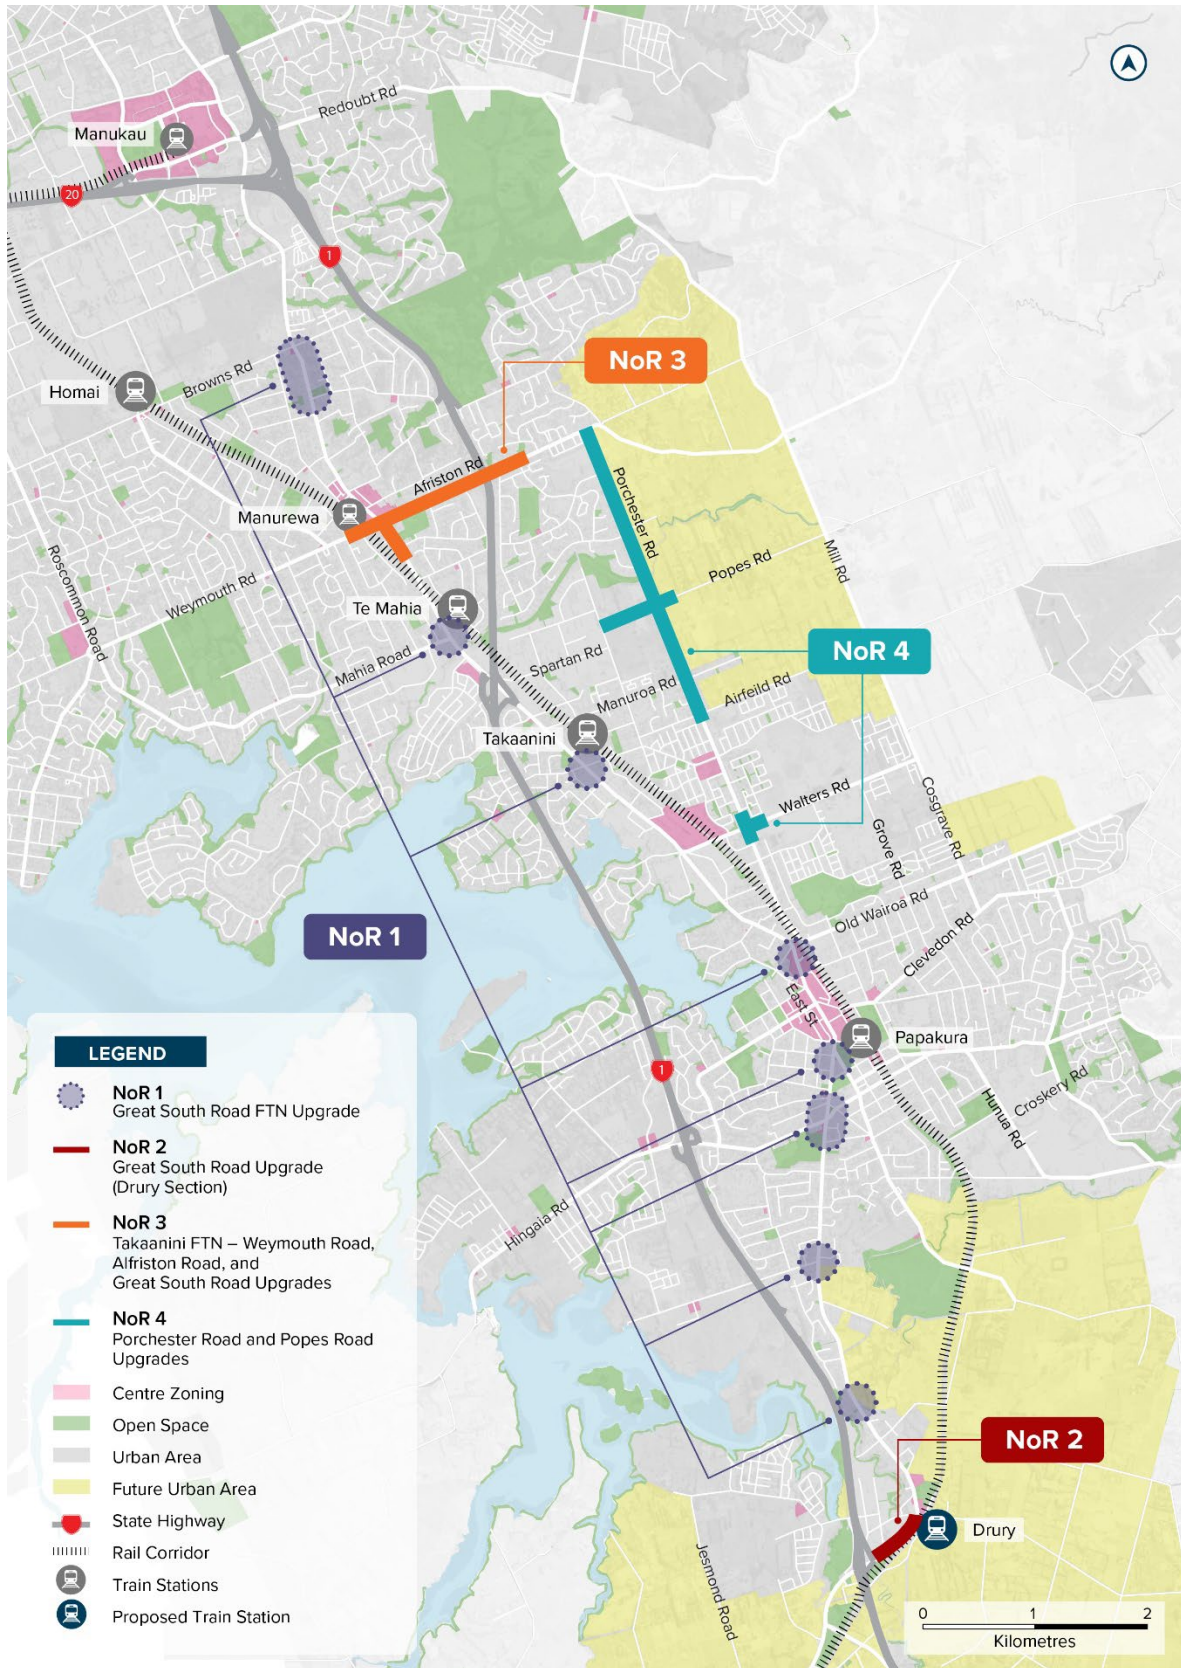 Redoubt Rd
Manukau
20
1
NoR 3
Browns Rd
Homai
Afriston Rd
Manurewa
Porchester Rd
Popes Rd
Mill Rd
Roscommon Road
Weymouth Rd
Te Mahia
NoR 4
Mahia Road
Spartan Rd
Manuroa Rd
Airfeild Rd
Takaanini
Walters Rd
Cosgrave Rd
Grove Rd
NoR 1
Old Wairoa Rd
Clevedon Rd
East St
Papakura
1
Croskery Rd
Hunua Rd
Hingaia Rd
NoR 2
Drury
Jesmond Road
LEGEND
NoR 1
Great South Road FTN Upgrade
NoR 2
Great South Road Upgrade
(Drury Section)
NoR 3
Takaanini FTN – Weymouth Road,
Alfriston Road, and
Great South Road Upgrades
NoR 4
Porchester Road and Popes Road
Upgrades
Centre Zoning
Open Space
Urban Area
Future Urban Area
State Highway
Rail Corridor
Train Stations
Proposed Train Station
0 1 2
Kilometres